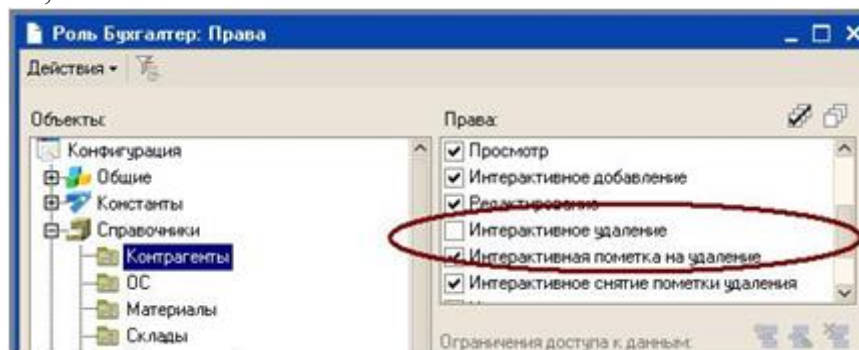 Роль Бухгалтер: Права
Действия
Объекты:
Конфигурация
Общие
Константы
Справочники
Контрагенты
ОС
Материалы
Склады
Права:
Просмотр
Интерактивное добавление
Редактирование
Интерактивное удаление
Интерактивная пометка на удаление
Интерактивное снятие пометки удаления
Ограничения доступа к данным: